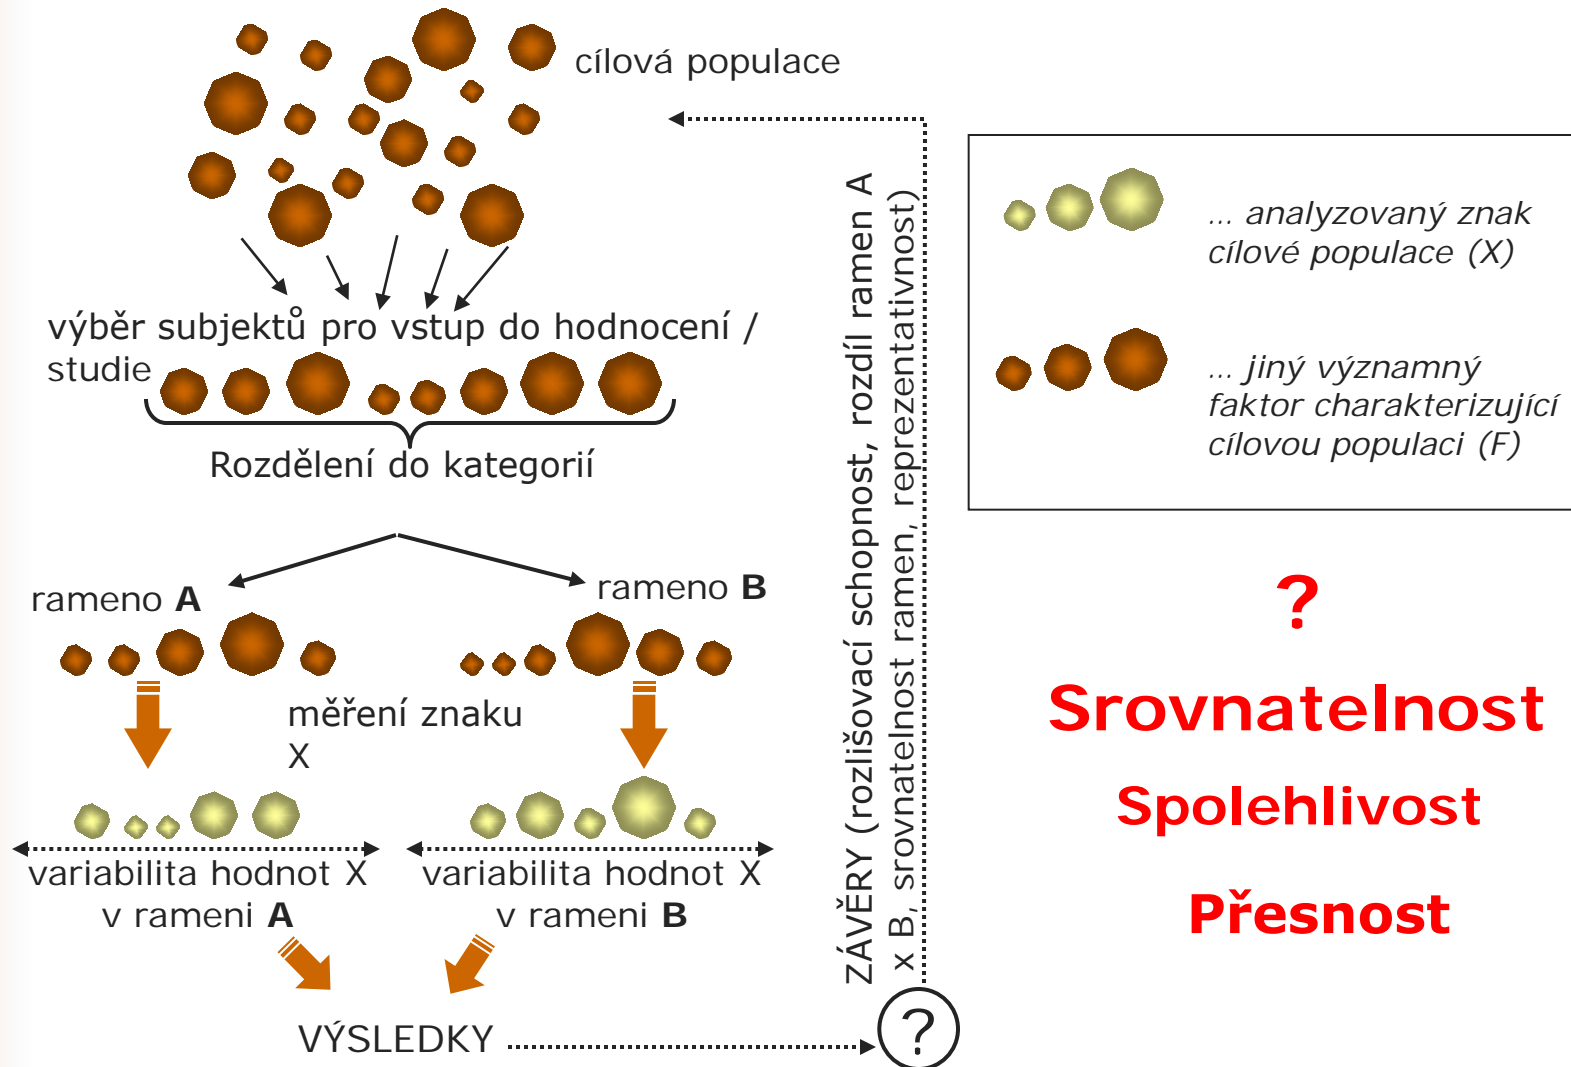 cílová populace
výběr subjektů pro vstup do hodnocení /
studie
Rozdělení do kategorií
rameno A
rameno B
měření znaku
X
variabilita hodnot X
v rameni A
variabilita hodnot X
v rameni B
VÝSLEDKY
?
ZÁVĚRY (rozlišovací schopnost, rozdíl ramen A
x B, srovnatelnost ramen, reprezentativnost)
... analyzovaný znak
cílové populace (X)
... jiný významný
faktor charakterizující
cílovou populaci (F)
?
Srovnatelnost
Spolehlivost
Přesnost